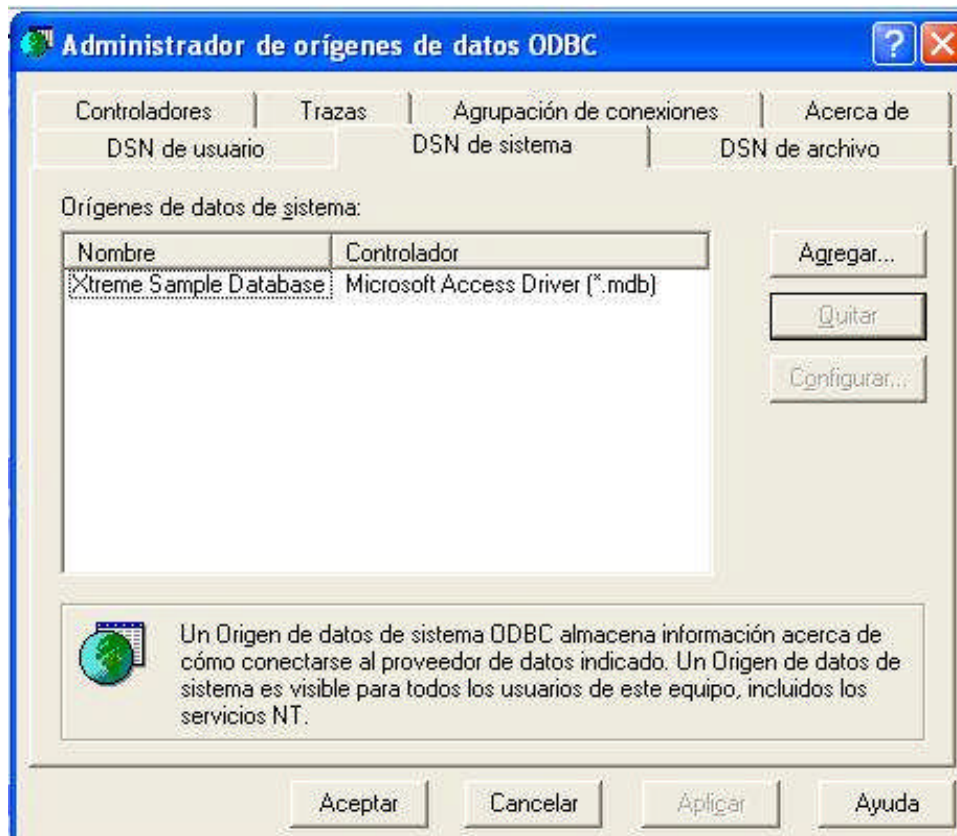 Administrador de orígenes de datos ODBC
Controladores
Trazas
Agrupación de conexiones
Acerca de
DSN de usuario
DSN de sistema
DSN de archivo
Orígenes de datos de sistema:
Nombre
Controlador
Xtreme Sample Database
Microsoft Access Driver (*.mdb)
Agregar...
Quitar
Configurar...
Un Origen de datos de sistema ODBC almacena información acerca de
cómo conectarse al proveedor de datos indicado. Un Origen de datos de
sistema es visible para todos los usuarios de este equipo, incluidos los
servicios NT.
Aceptar
Cancelar
Aplicar
Ayuda